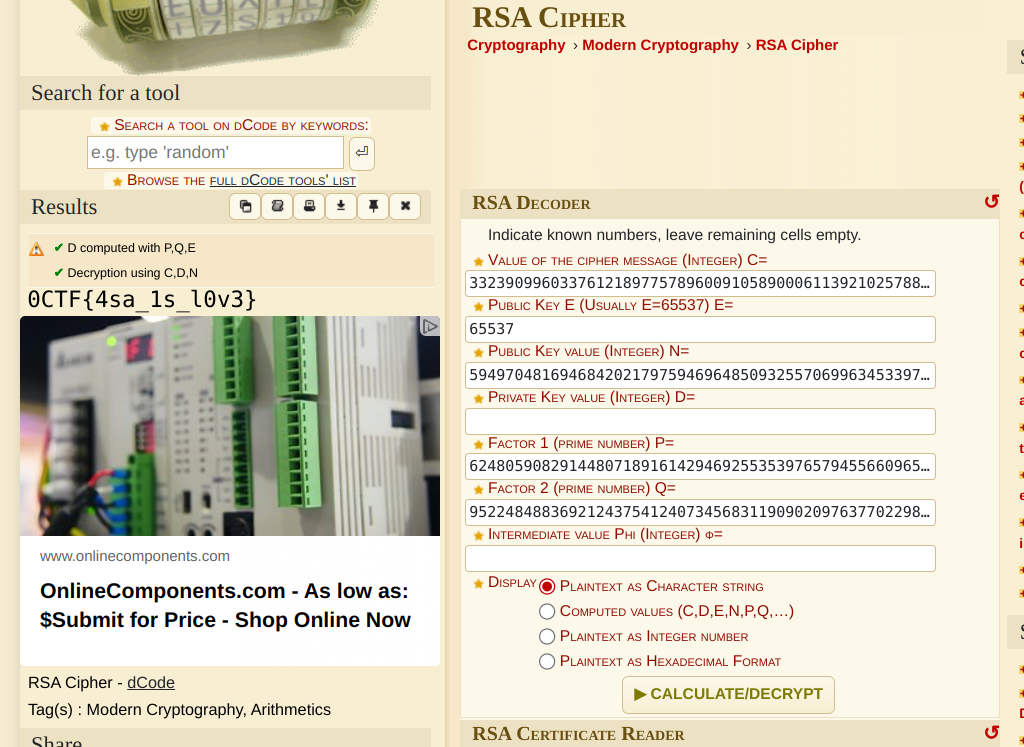 RSA Cipher
Cryptography › Modern Cryptography › RSA Cipher
Search for a tool
Search a tool on dCode by keywords:
e.g. type 'random'
Browse the full dCode tools' list
Results
D computed with P,Q,E
Decryption using C,D,N
0CTF{4sa_1s_l0v3}
www.onlinecomponents.com
OnlineComponents.com - As low as:
$Submit for Price - Shop Online Now
RSA Cipher - dCode
Tag(s) : Modern Cryptography, Arithmetics
Share
RSA Decoder
Indicate known numbers, leave remaining cells empty.
Value of the cipher message (Integer) C=
3323909960337612189775789600910589000611392102578​8…
Public Key E (Usually E=65537) E=
65537
Public Key value (Integer) N=
59497048169468420217975946964850932557069963453397…
Private Key value (Integer) D=
Factor 1 (prime number) P=
62480590829144807189161429469255353976579455660965…
Factor 2 (prime number) Q=
95224848836921243754124073456831190902097637702298…
Intermediate value Phi (Integer) Φ=
Display
Plaintext as Character string
Computed values (C,D,E,N,P,Q,…)
Plaintext as Integer number
Plaintext as Hexadecimal Format
▶ CALCULATE/DECRYPT
RSA Certificate Reader